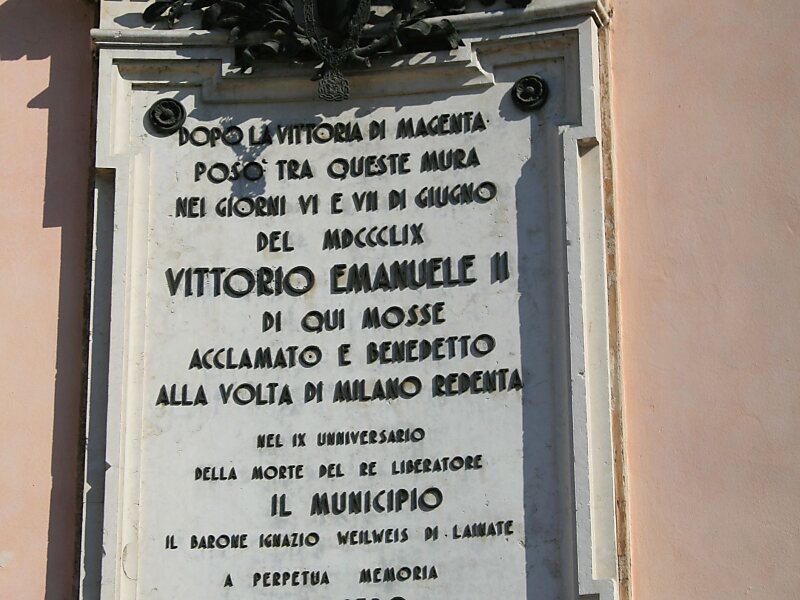 DOPO LA VITTORIA DI MAGENTA
POSO' TRA QUESTE MURA
NEI GIORNI VI E VII DI GIUGNO
DEL MDCCCLIX
VITTORIO EMANUELE II
DI QUI MOSSE
ACCLAMATO E BENEDETTO
ALLA VOLTA DI MILANO REDENTA
NEL IX UNNIVERSARIO
DELLA MORTE DEL RE LIBERATORE
IL MUNICIPIO
IL BARONE IGNAZIO WEILWEIS DI LAINATE
A PERPETUA MEMORIA